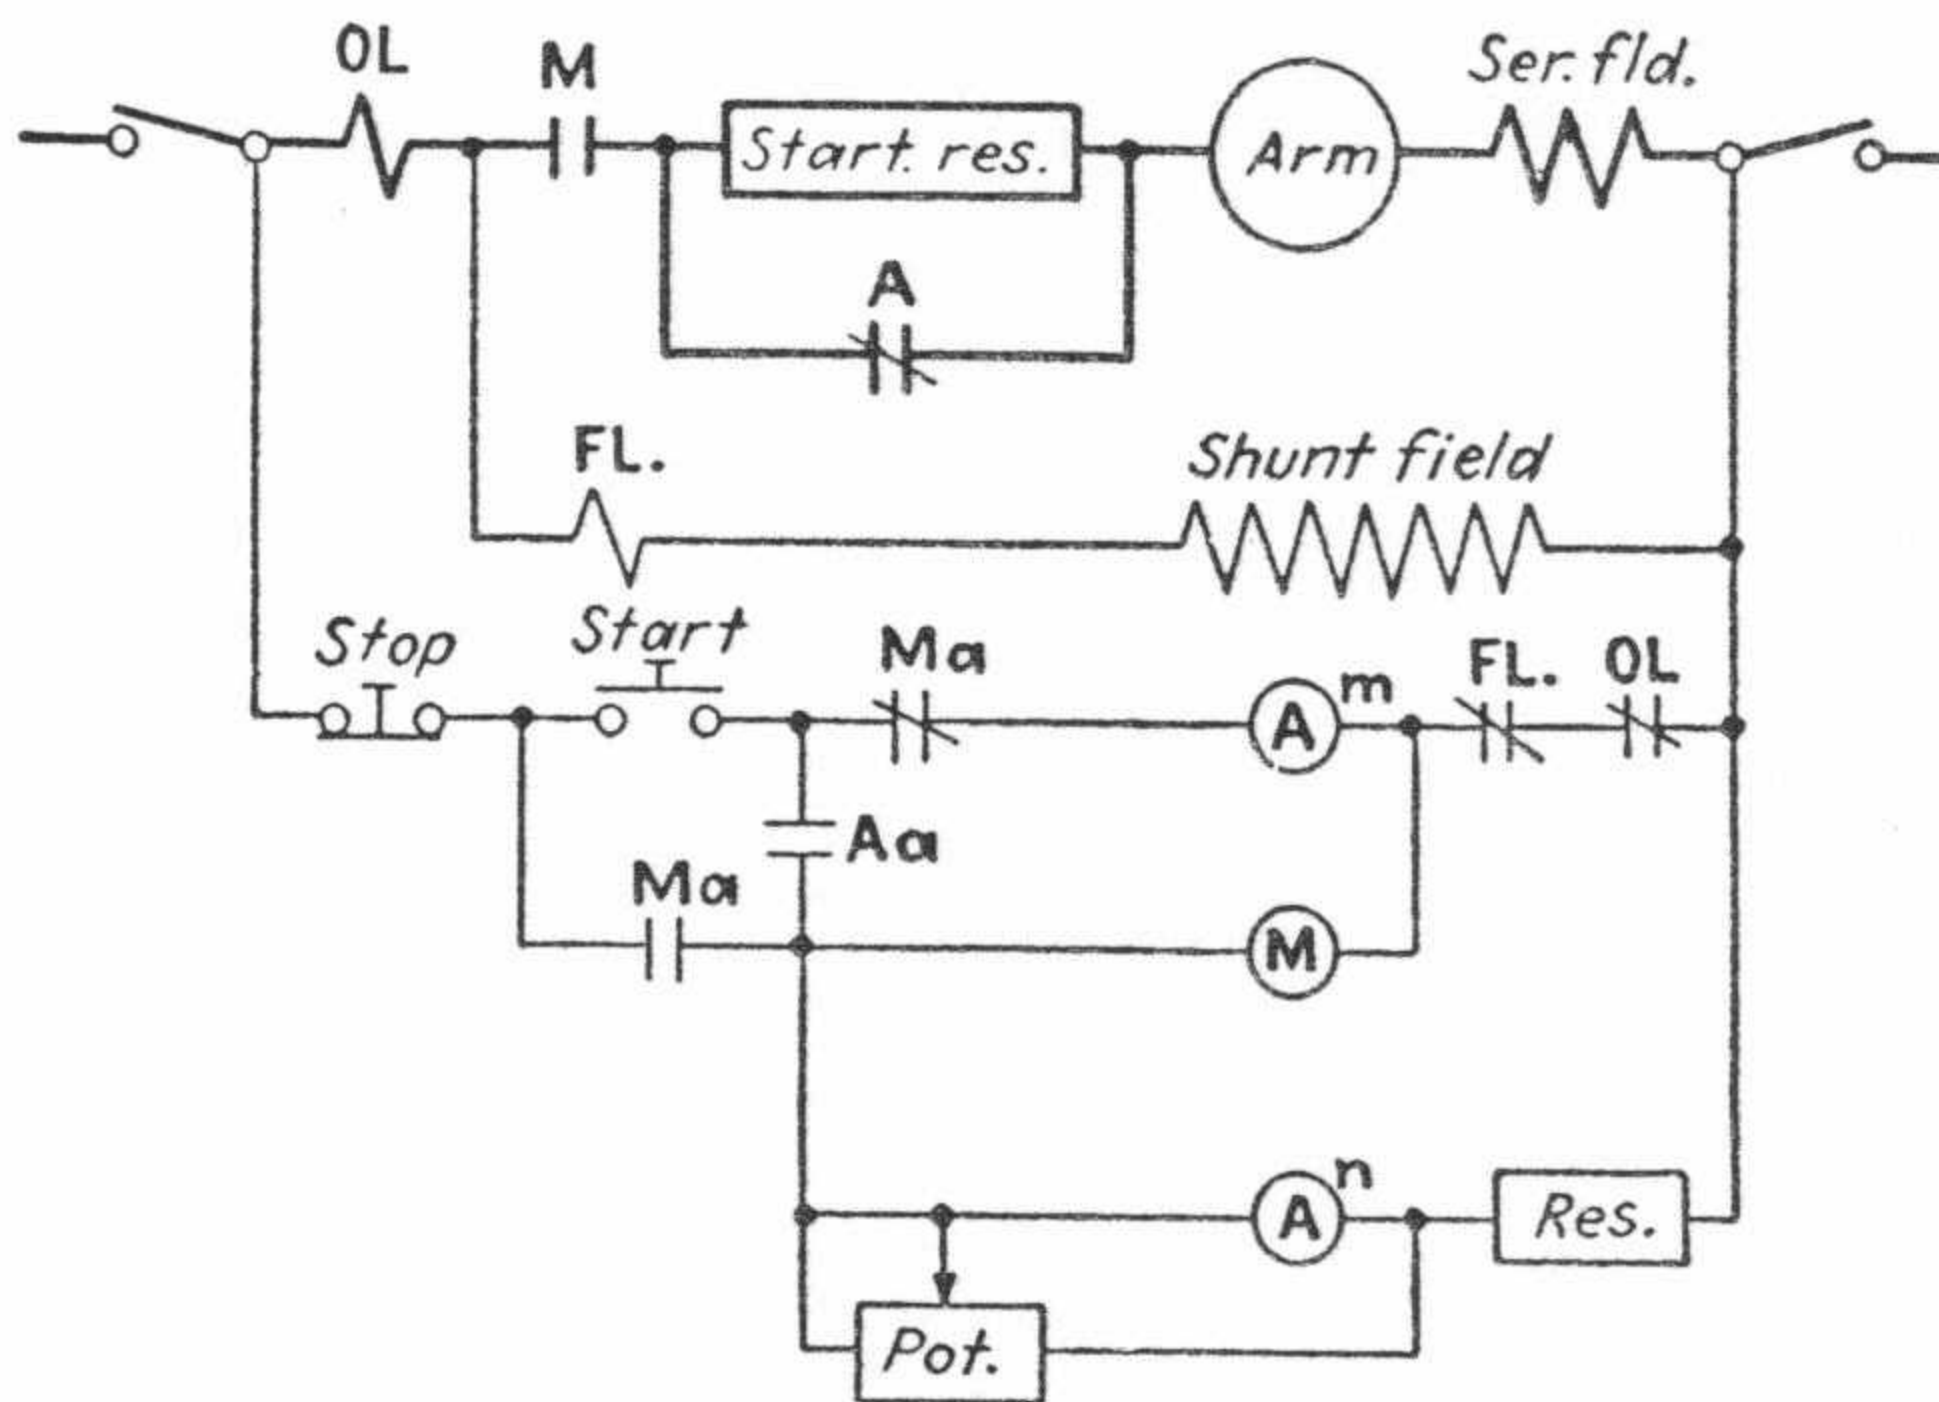 OL
M
Start. res.
Arm
Ser. fld.
A
FL.
Shunt field
Stop
Start
Ma
A m
FL.
OL
Aa
Ma
M
A n
Res.
Pot.